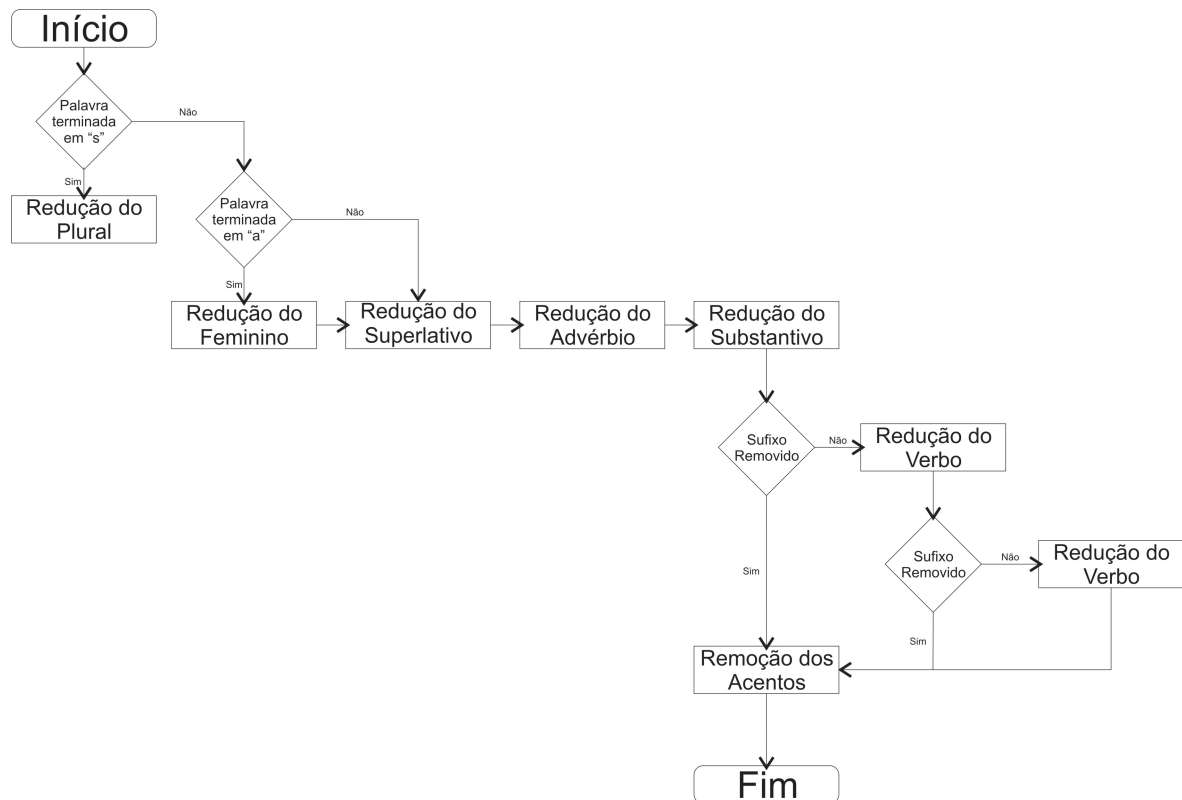 Início
Palavra
terminada
em “s”
Não
Sim
Redução do
Plural
Palavra
terminada
em “a”
Não
Sim
Redução do
Feminino
Redução do
Superlativo
Redução do
Advérbio
Redução do
Substantivo
Sufixo
Removido
Não
Redução do
Verbo
Sufixo
Removido
Não
Redução do
Verbo
Sim
Sim
Remoção dos
Acentos
Fim